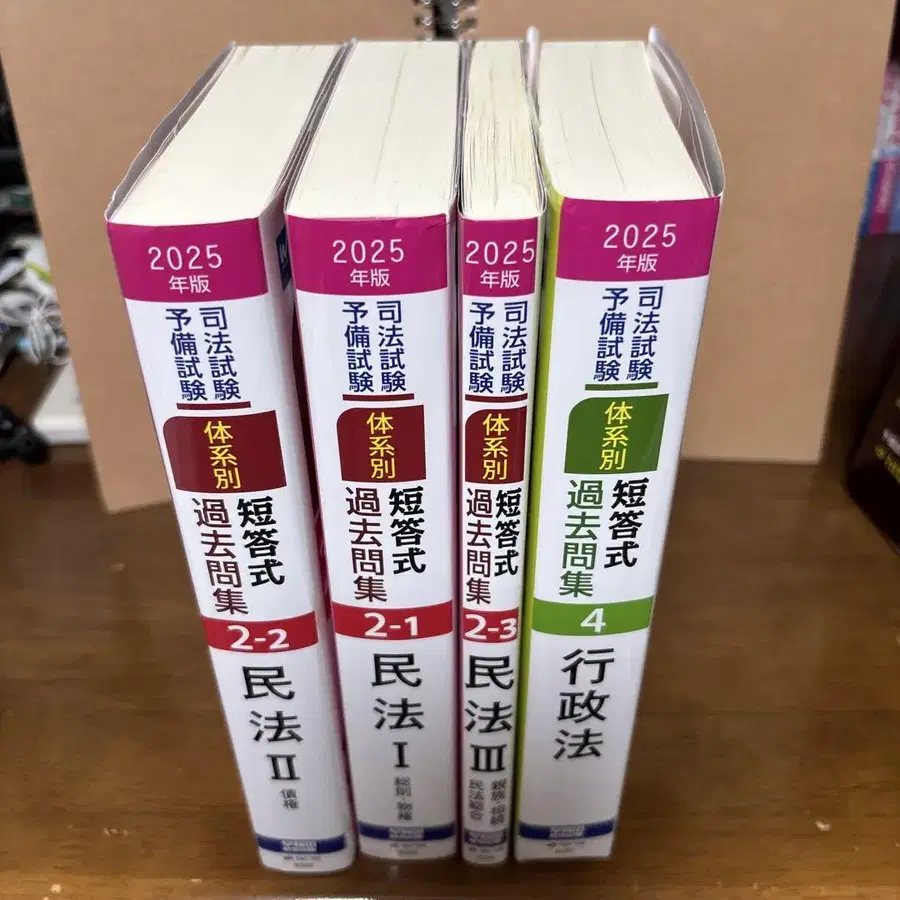 2025
年版
司法試験
予備試験
体系別
短答式
過去問集
2-2
民法Ⅱ
債権
2025
年版
司法試験
予備試験
体系別
短答式
過去問集
2-1
民法Ⅰ
総則・物権
2025
年版
司法試験
予備試験
体系別
短答式
過去問集
2-3
民法Ⅲ
親族・相続
民法総合
2025
年版
司法試験
予備試験
体系別
短答式
過去問集
4
行政法